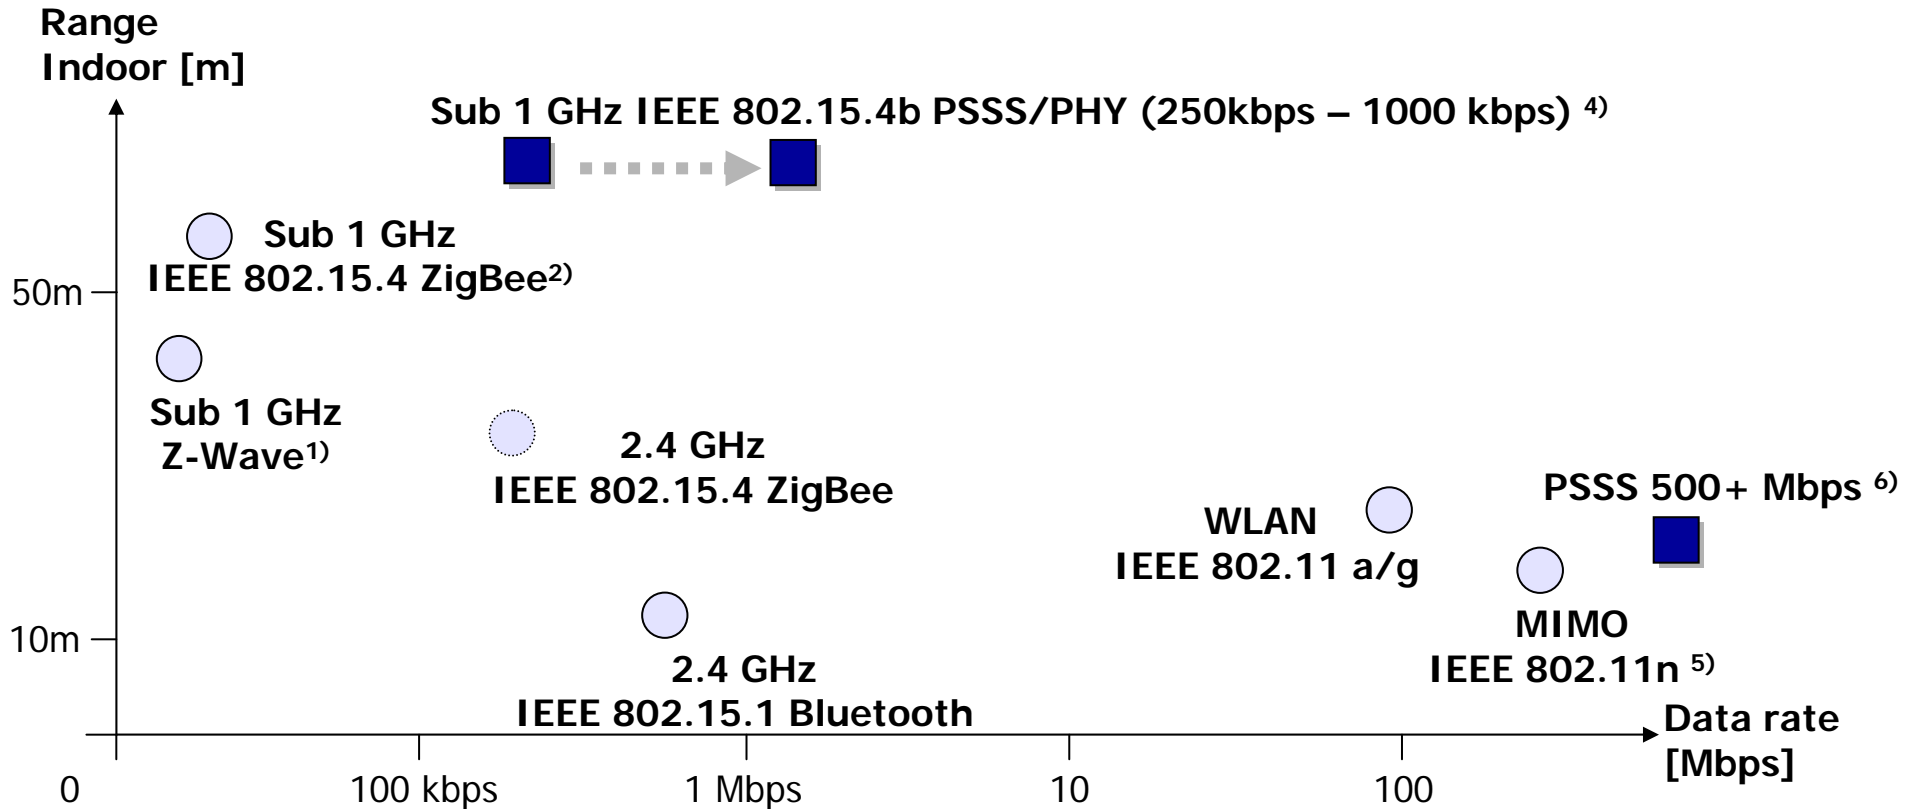 Range
Indoor [m]
Sub 1 GHz IEEE 802.15.4b PSSS/PHY (250kbps – 1000 kbps) 4)
Sub 1 GHz
IEEE 802.15.4 ZigBee2)
50m
Sub 1 GHz
Z-Wave1)
2.4 GHz
IEEE 802.15.4 ZigBee
PSSS 500+ Mbps 6)
WLAN
IEEE 802.11 a/g
10m
MIMO
IEEE 802.11n 5)
2.4 GHz
IEEE 802.15.1 Bluetooth
Data rate
[Mbps]
0
100 kbps
1 Mbps
10
100